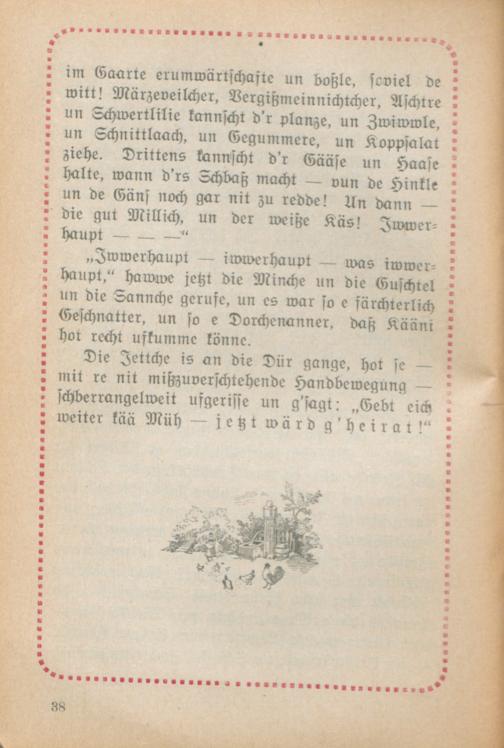 im Gaarte erumwärtschafte un boßle, soviel de
witt! Märzeveilcher, Vergißmeinnichtcher, Aschtre
un Schwertlilie kannscht d'r planze, un Zwiwwle,
un Schnittlaach, un Gegummere, un Koppsalat
ziehe. Drittens kannscht d'r Gääse un Haase
halte, wann d'rs Schbaß macht — vun de Hinkle
un de Gäns noch gar nit zu redde! Un dann —
die gut Millich, un der weiße Käs! Iwwer-
haupt — — —"
„Iwwerhaupt — iwwerhaupt — was iwwer-
haupt," hawwe jetzt die Minche un die Guschtel
un die Sannche gerufe, un es war so e färchterlich
Geschnatter, un so e Dorchenanner, daß Kääni
hot recht ufkumme könne.
Die Jettche is an die Dür gange, hot se —
mit re nit mißzuverschtehende Handbewegung —
schberrangelweit ufgerisse un g'sagt: „Gebt eich
weiter kää Müh — jetzt wärd g'heirat!"
38